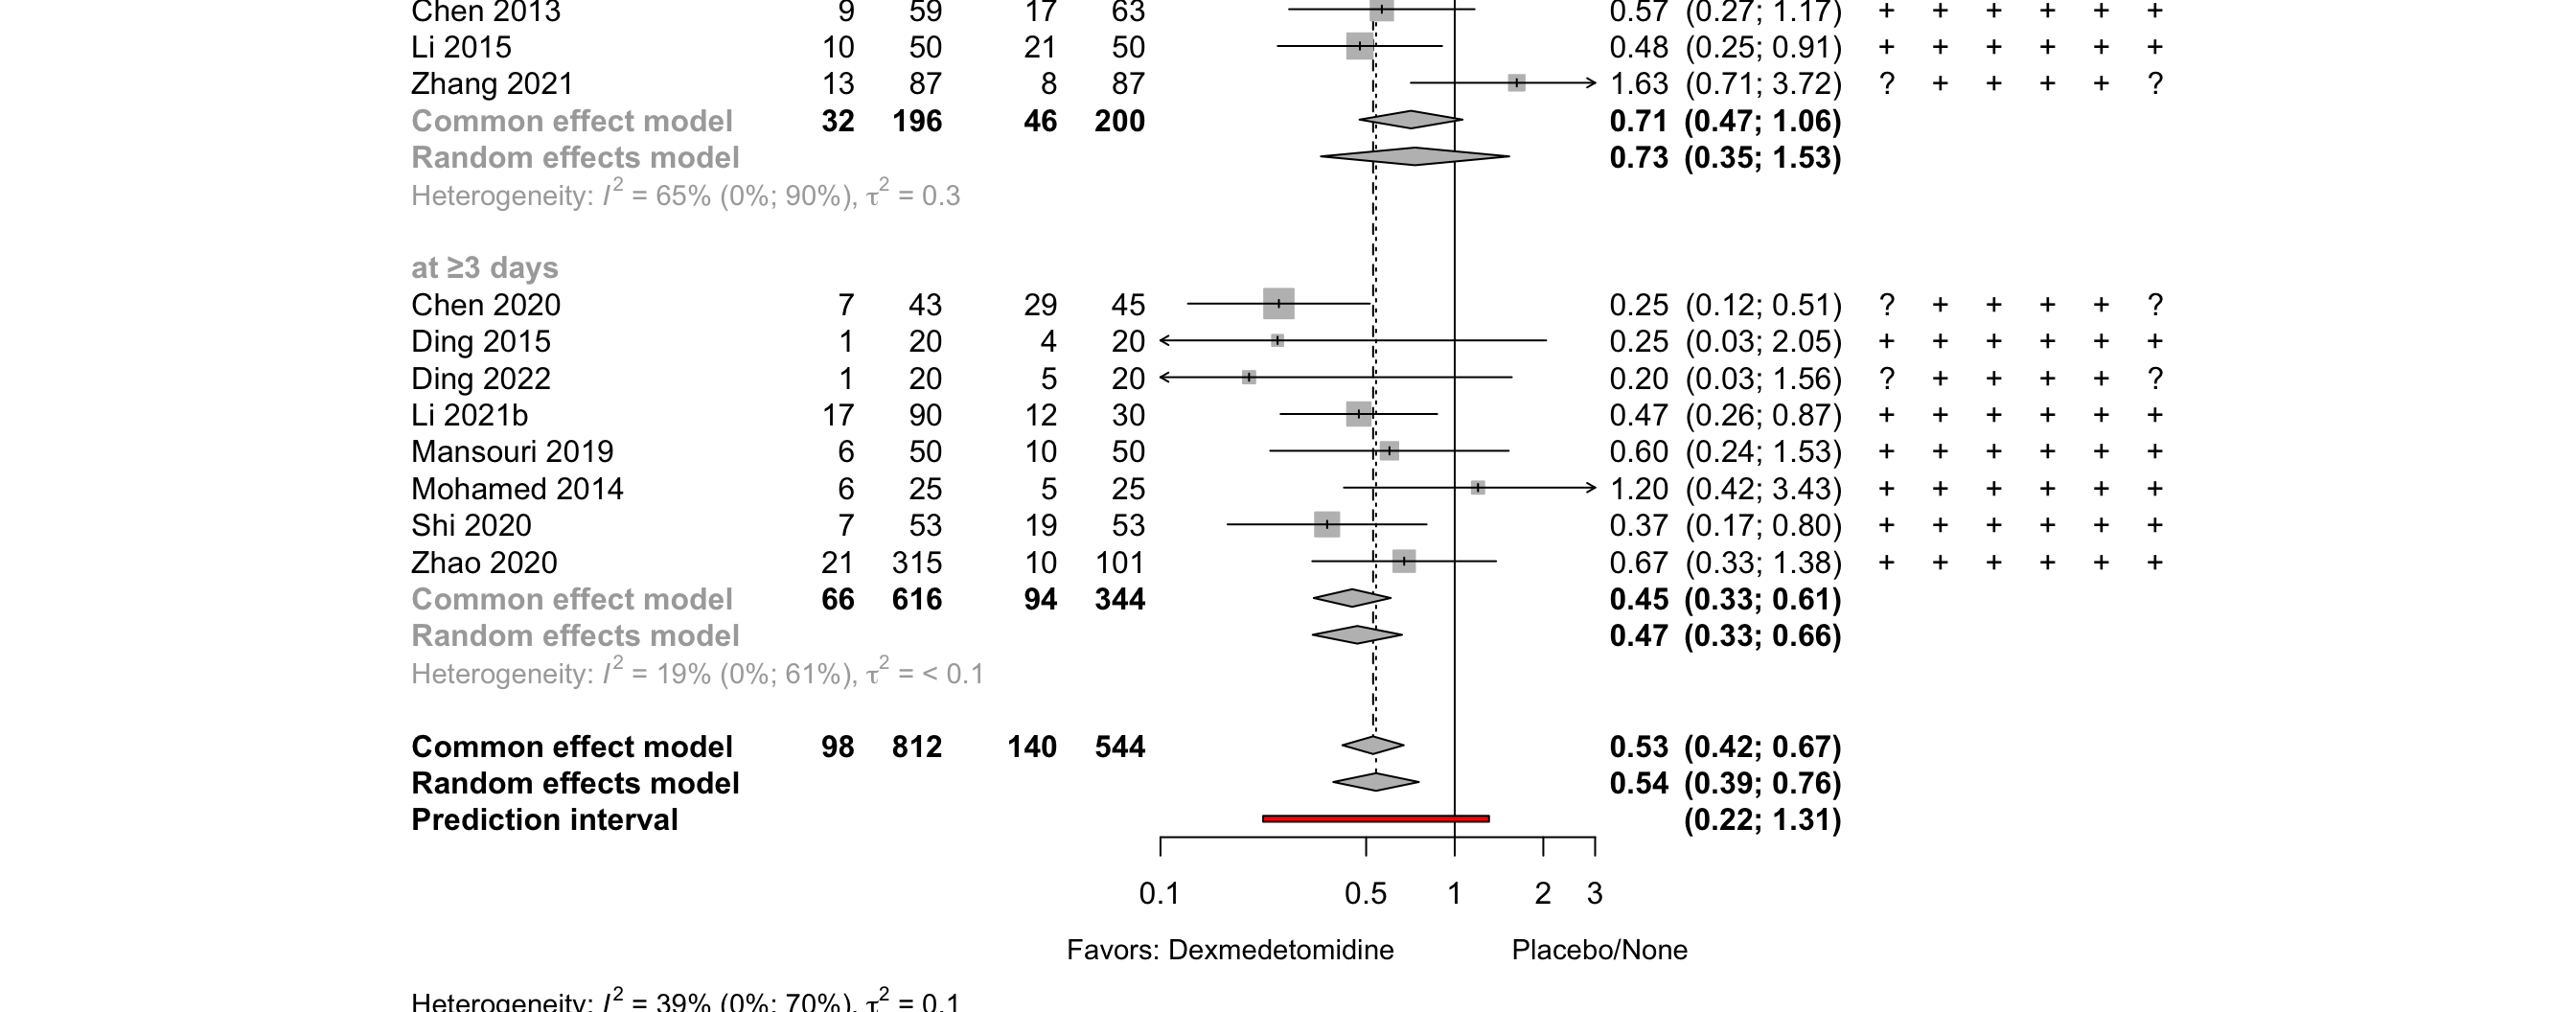 Chen 2013 9 59 17 63 0.57 (0.27; 1.17) + + + + + +
Li 2015 10 50 21 50 0.48 (0.25; 0.91) + + + + + +
Zhang 2021 13 87 8 87 1.63 (0.71; 3.72) ? + + + + ?
Common effect model 32 196 46 200 0.71 (0.47; 1.06)
Random effects model 0.73 (0.35; 1.53)
Heterogeneity: I² = 65% (0%; 90%), τ² = 0.3
at ≥3 days
Chen 2020 7 43 29 45 0.25 (0.12; 0.51) ? + + + + ?
Ding 2015 1 20 4 20 0.25 (0.03; 2.05) + + + + + +
Ding 2022 1 20 5 20 0.20 (0.03; 1.56) ? + + + + ?
Li 2021b 17 90 12 30 0.47 (0.26; 0.87) + + + + + +
Mansouri 2019 6 50 10 50 0.60 (0.24; 1.53) + + + + + +
Mohamed 2014 6 25 5 25 1.20 (0.42; 3.43) + + + + + +
Shi 2020 7 53 19 53 0.37 (0.17; 0.80) + + + + + +
Zhao 2020 21 315 10 101 0.67 (0.33; 1.38) + + + + + +
Common effect model 66 616 94 344 0.45 (0.33; 0.61)
Random effects model 0.47 (0.33; 0.66)
Heterogeneity: I² = 19% (0%; 61%), τ² = < 0.1
Common effect model 98 812 140 544 0.53 (0.42; 0.67)
Random effects model 0.54 (0.39; 0.76)
Prediction interval (0.22; 1.31)
0.1 0.5 1 2 3
Favors: Dexmedetomidine Placebo/None
Heterogeneity: I² = 39% (0%; 70%), τ² = 0.1